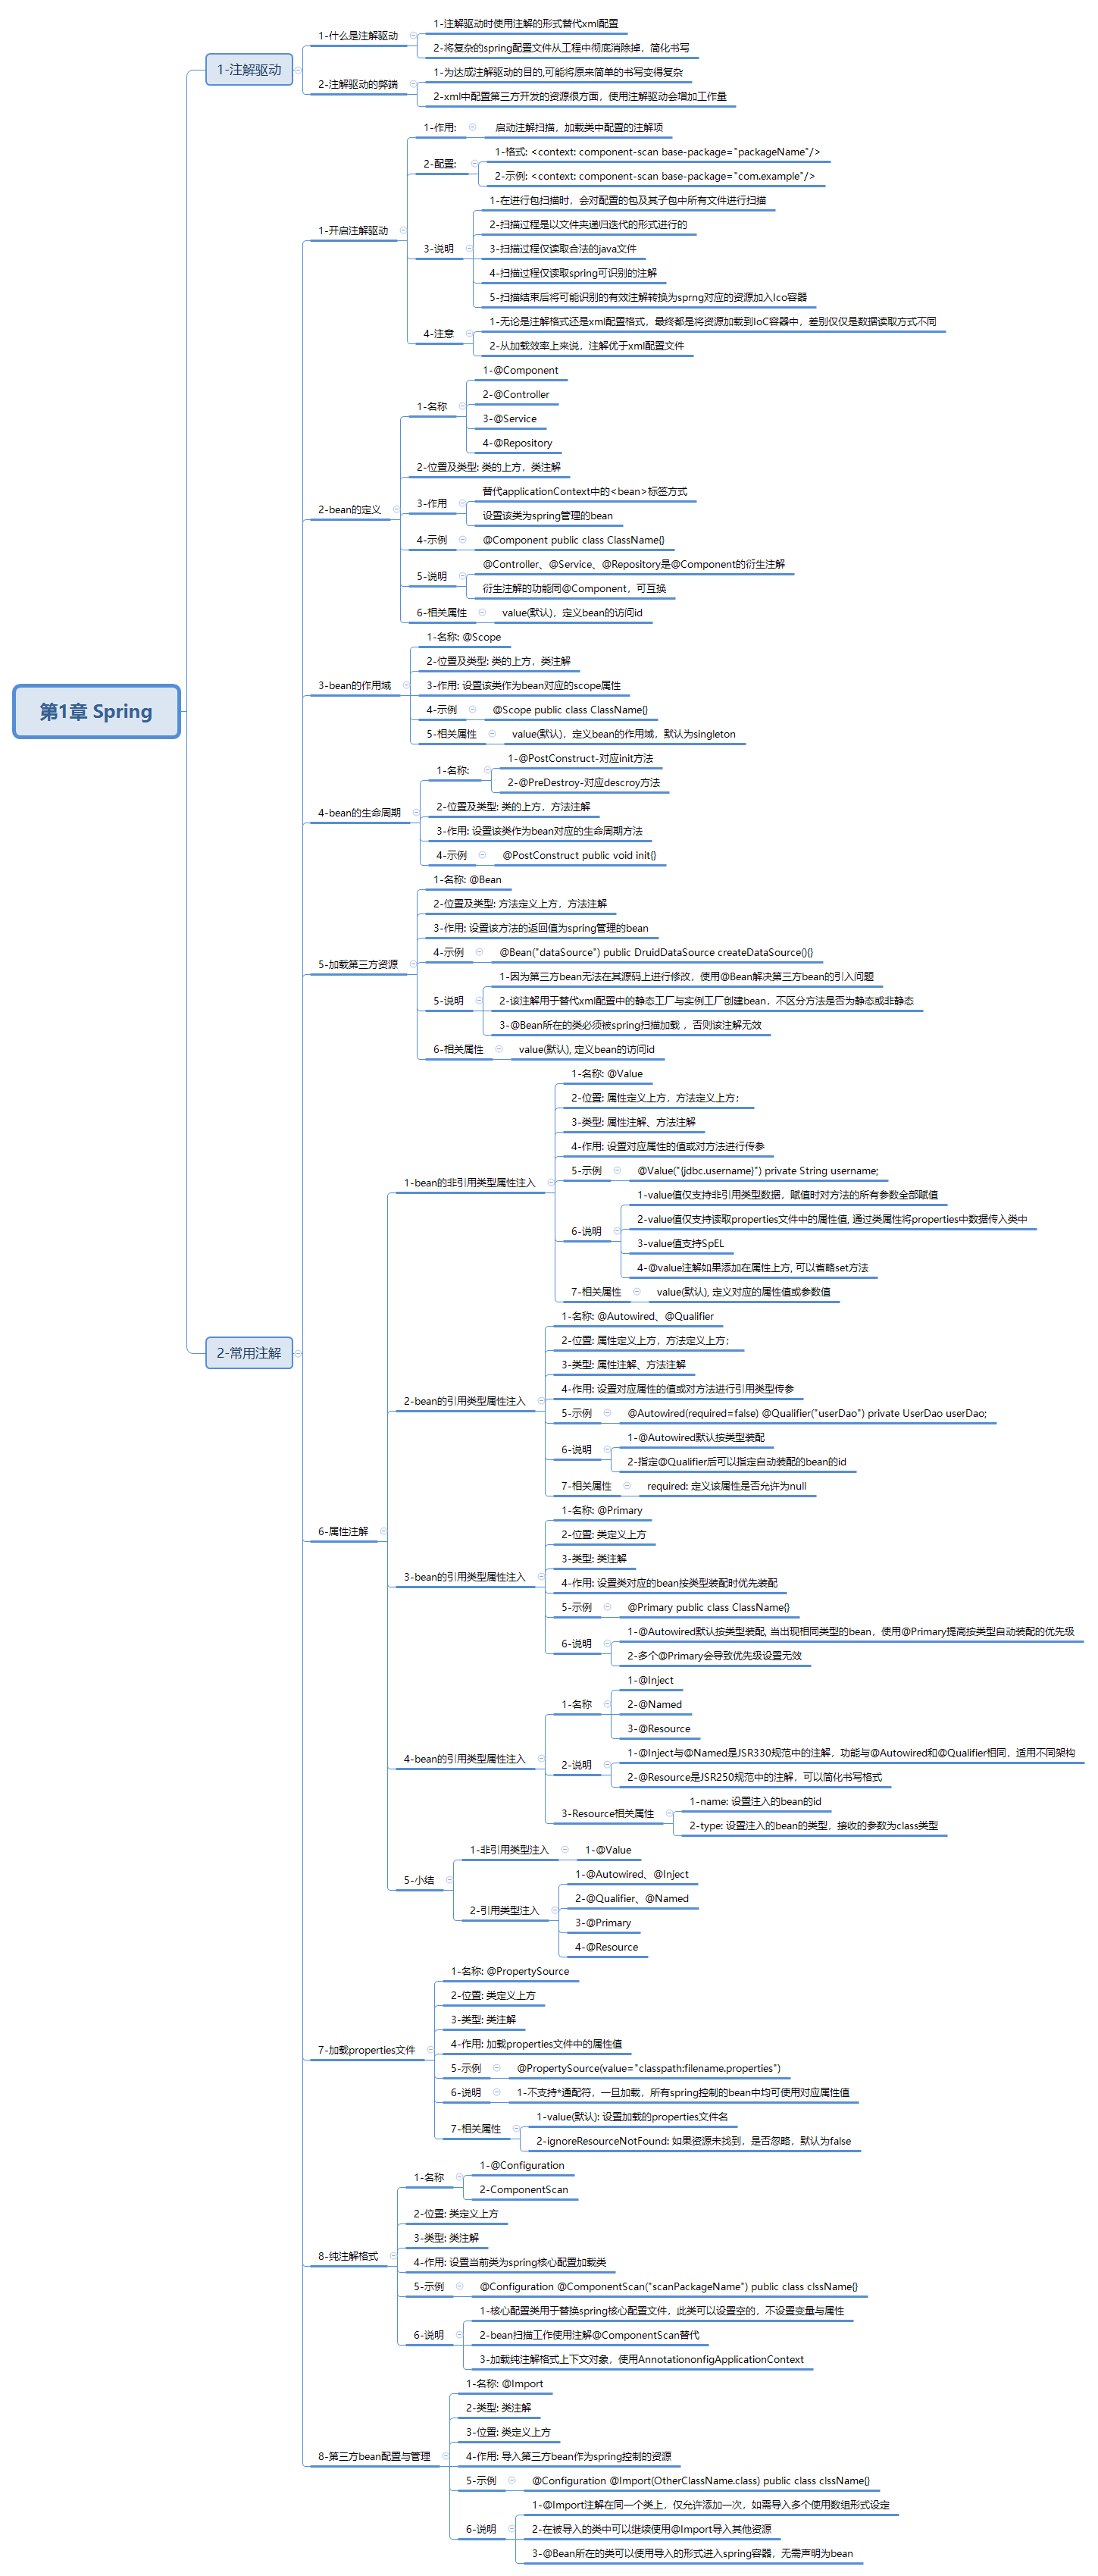 第1章 Spring
1-注解驱动
1-什么是注解驱动
1-注解驱动时使用注解的形式替代xml配置
2-将复杂的spring配置文件从工程中彻底消除掉，简化书写
2-注解驱动的弊端
1-为达成注解驱动的目的,可能将原来简单的书写变得复杂
2-xml中配置第三方开发的资源很方面，使用注解驱动会增加工作量
2-常用注解
1-开启注解驱动
1-作用:
启动注解扫描，加载类中配置的注解项
2-配置:
1-格式: <context: component-scan base-package="packageName"/>
2-示例: <context: component-scan base-package="com.example"/>
3-说明
1-在进行包扫描时，会对配置的包及其子包中所有文件进行扫描
2-扫描过程是以文件夹递归迭代的形式进行的
3-扫描过程仅读取合法的java文件
4-扫描过程仅读取spring可识别的注解
5-扫描结束后将可能识别的有效注解转换为sprng对应的资源加入Ico容器
4-注意
1-无论是注解格式还是xml配置格式，最终都是将资源加载到IoC容器中，差别仅仅是数据读取方式不同
2-从加载效率上来说，注解优于xml配置文件
2-bean的定义
1-名称
1-@Component
2-@Controller
3-@Service
4-@Repository
2-位置及类型: 类的上方，类注解
3-作用
替代applicationContext中的<bean>标签方式
设置该类为spring管理的bean
4-示例
@Component public class ClassName{}
5-说明
@Controller、@Service、@Repository是@Component的衍生注解
衍生注解的功能同@Component，可互换
6-相关属性
value(默认)，定义bean的访问id
3-bean的作用域
1-名称: @Scope
2-位置及类型: 类的上方，类注解
3-作用: 设置该类作为bean对应的scope属性
4-示例
@Scope public class ClassName{}
5-相关属性
value(默认)，定义bean的作用域，默认为singleton
4-bean的生命周期
1-名称:
1-@PostConstruct-对应init方法
2-@PreDestroy-对应descroy方法
2-位置及类型: 类的上方，方法注解
3-作用: 设置该类作为bean对应的生命周期方法
4-示例
@PostConstruct public void init{}
5-加载第三方资源
1-名称: @Bean
2-位置及类型: 方法定义上方，方法注解
3-作用: 设置该方法的返回值为spring管理的bean
4-示例
@Bean("dataSource") public DruidDataSource createDataSource(){}
5-说明
1-因为第三方bean无法在其源码上进行修改，使用@Bean解决第三方bean的引入问题
2-该注解用于替代xml配置中的静态工厂与实例工厂创建bean，不区分方法是否为静态或非静态
3-@Bean所在的类必须被spring扫描加载 ，否则该注解无效
6-相关属性
value(默认), 定义bean的访问id
6-属性注解
1-bean的非引用类型属性注入
1-名称: @Value
2-位置: 属性定义上方，方法定义上方；
3-类型: 属性注解、方法注解
4-作用: 设置对应属性的值或对方法进行传参
5-示例
@Value("{jdbc.username}") private String username;
6-说明
1-value值仅支持非引用类型数据，赋值时对方法的所有参数全部赋值
2-value值仅支持读取properties文件中的属性值, 通过类属性将properties中数据传入类中
3-value值支持SpEL
4-@value注解如果添加在属性上方, 可以省略set方法
7-相关属性
value(默认), 定义对应的属性值或参数值
2-bean的引用类型属性注入
1-名称: @Autowired、@Qualifier
2-位置: 属性定义上方，方法定义上方；
3-类型: 属性注解、方法注解
4-作用: 设置对应属性的值或对方法进行引用类型传参
5-示例
@Autowired(required=false) @Qualifier("userDao") private UserDao userDao;
6-说明
1-@Autowired默认按类型装配
2-指定@Qualifier后可以指定自动装配的bean的id
7-相关属性
required: 定义该属性是否允许为null
3-bean的引用类型属性注入
1-名称: @Primary
2-位置: 类定义上方
3-类型: 类注解
4-作用: 设置类对应的bean按类型装配时优先装配
5-示例
@Primary public class ClassName{}
6-说明
1-@Autowired默认按类型装配, 当出现相同类型的bean，使用@Primary提高按类型自动装配的优先级
2-多个@Primary会导致优先级设置无效
4-bean的引用类型属性注入
1-名称
1-@Inject
2-@Named
3-@Resource
2-说明
1-@Inject与@Named是JSR330规范中的注解，功能与@Autowired和@Qualifier相同，适用不同架构
2-@Resource是JSR250规范中的注解，可以简化书写格式
3-Resource相关属性
1-name: 设置注入的bean的id
2-type: 设置注入的bean的类型，接收的参数为class类型
5-小结
1-非引用类型注入
1-@Value
2-引用类型注入
1-@Autowired、@Inject
2-@Qualifier、@Named
3-@Primary
4-@Resource
7-加载properties文件
1-名称: @PropertySource
2-位置: 类定义上方
3-类型: 类注解
4-作用: 加载properties文件中的属性值
5-示例
@PropertySource(value="classpath:filename.properties")
6-说明
1-不支持*通配符，一旦加载，所有spring控制的bean中均可使用对应属性值
7-相关属性
1-value(默认): 设置加载的properties文件名
2-ignoreResourceNotFound: 如果资源未找到，是否忽略，默认为false
8-纯注解格式
1-名称
1-@Configuration
2-ComponentScan
2-位置: 类定义上方
3-类型: 类注解
4-作用: 设置当前类为spring核心配置加载类
5-示例
@Configuration @ComponentScan("scanPackageName") public class clssName{}
6-说明
1-核心配置类用于替换spring核心配置文件，此类可以设置空的，不设置变量与属性
2-bean扫描工作使用注解@ComponentScan替代
3-加载纯注解格式上下文对象，使用AnnotationonfigApplicationContext
8-第三方bean配置与管理
1-名称: @Import
2-类型: 类注解
3-位置: 类定义上方
4-作用: 导入第三方bean作为spring控制的资源
5-示例
@Configuration @Import(OtherClassName.class) public class clssName{}
6-说明
1-@Import注解在同一个类上，仅允许添加一次，如需导入多个使用数组形式设定
2-在被导入的类中可以继续使用@Import导入其他资源
3-@Bean所在的类可以使用导入的形式进入spring容器，无需声明为bean